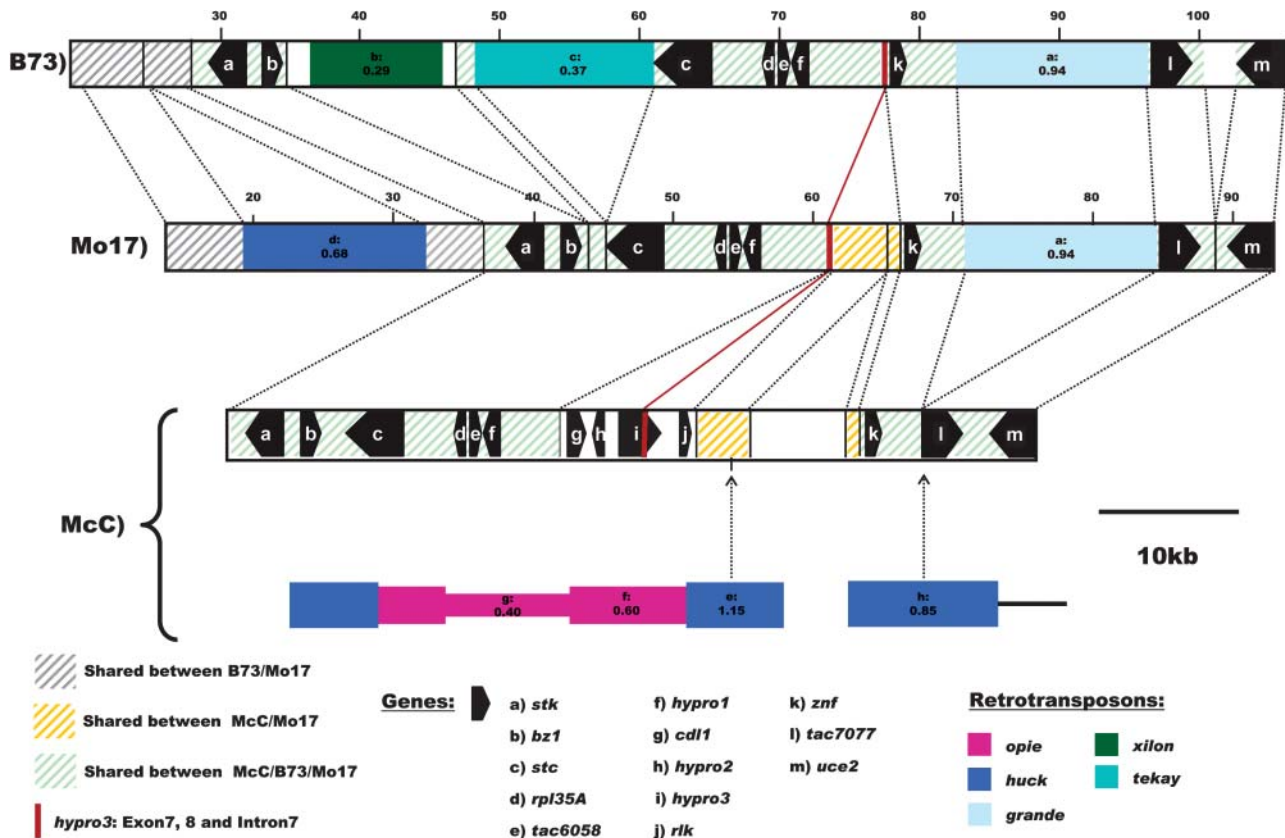 30 40 50 60 70 80 90 100
B73)
a b b: 0.29 c: 0.37 c d e f k a: 0.94 l m
20 30 40 50 60 70 80 90
Mo17)
d: 0.68 a b c d e f k a: 0.94 l m
McC)
a b c d e f g h i j k l m
10kb
g: 0.40 f: 0.60 e: 1.15 h: 0.85
Shared between B73/Mo17
Shared between McC/Mo17
Shared between McC/B73/Mo17
hypro3: Exon7, 8 and Intron7
Genes:
a) stk
b) bz1
c) stc
d) rpl35A
e) tac6058
f) hypro1
g) cdl1
h) hypro2
i) hypro3
j) rlk
k) znf
l) tac7077
m) uce2
Retrotransposons:
opie
huck
grande
xilon
tekay